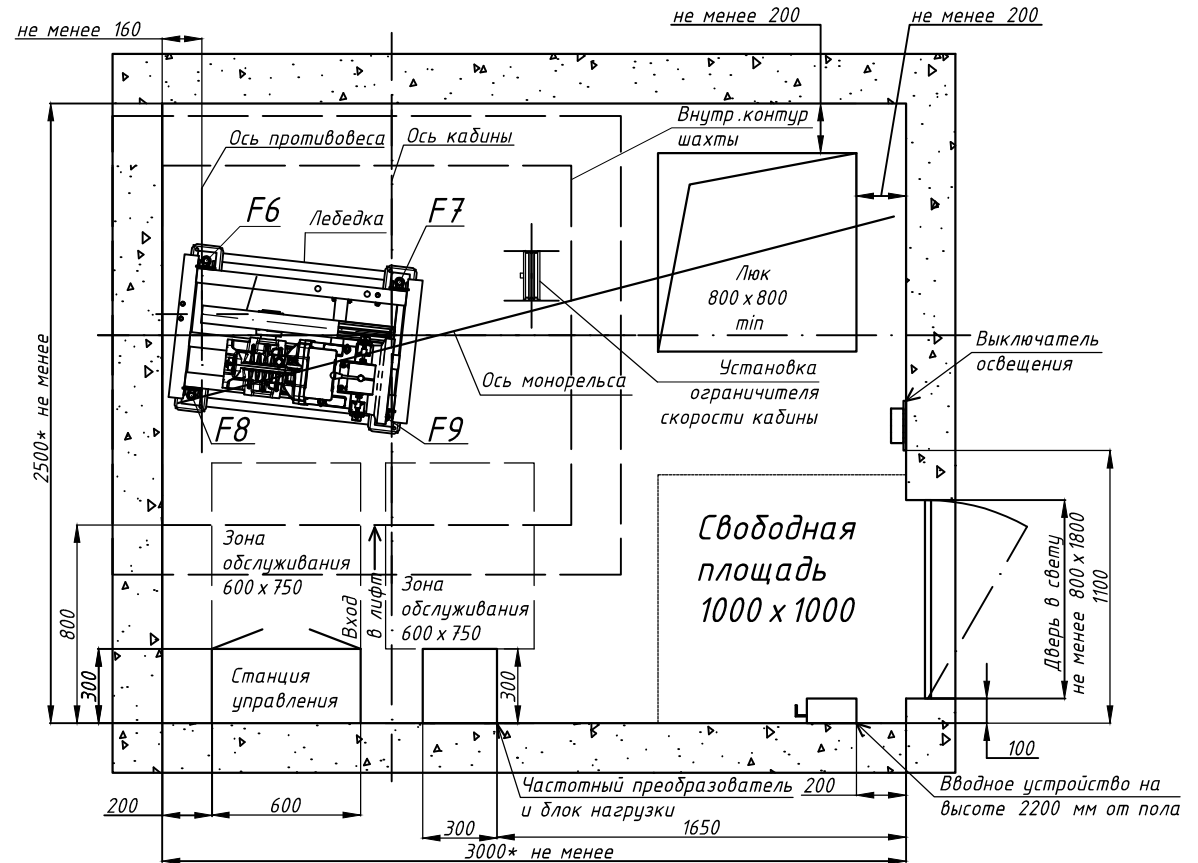 не менее 160
не менее 200
не менее 200
Внутр.контур
шахты
Ось противовеса
Ось кабины
F6
Лебедка
F7
Люк
800 x 800
min
Выключатель
освещения
Установка
ограничителя
скорости кабины
Ось монорельса
F8
F9
2500* не менее
800
300
Зона
обслуживания
600 x 750
Вход
в лифт
Зона
обслуживания
600 x 750
Свободная
площадь
1000 x 1000
Дверь в свету
не менее 800 x 1800
1100
Станция
управления
300
100
200
600
Частотный преобразователь
и блок нагрузки
200
Вводное устройство на
высоте 2200 мм от пола
300
1650
3000* не менее